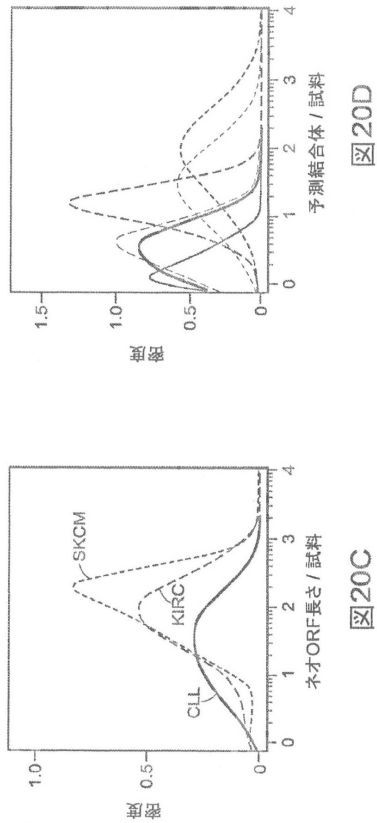 密度
1.0
0.5
0
SKCM
KIRC
CLL
0 1 2 3 4
ネオORF長さ / 試料
図20C
密度
1.5
1.0
0.5
0
0 1 2 3 4
予測結合体 / 試料
図20D